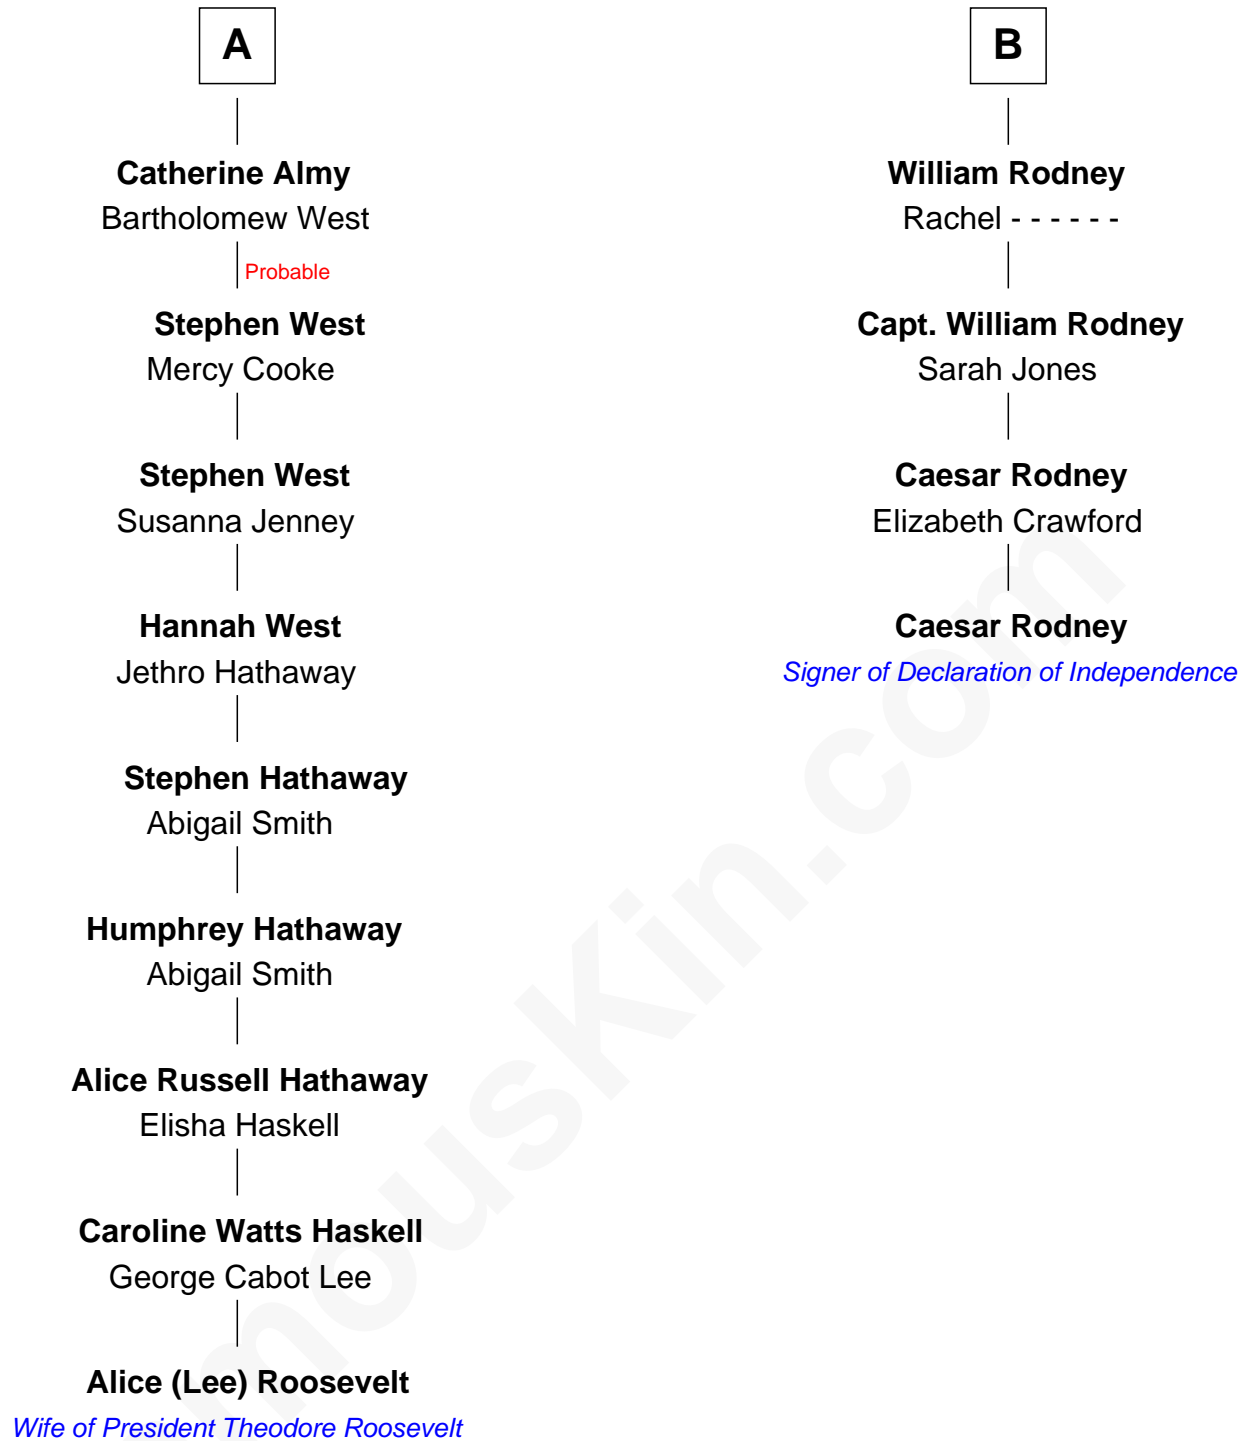 A
Catherine Almy
Bartholomew West
Probable
Stephen West
Mercy Cooke
Stephen West
Susanna Jenney
Hannah West
Jethro Hathaway
Stephen Hathaway
Abigail Smith
Humphrey Hathaway
Abigail Smith
Alice Russell Hathaway
Elisha Haskell
Caroline Watts Haskell
George Cabot Lee
Alice (Lee) Roosevelt
Wife of President Theodore Roosevelt
B
William Rodney
Rachel - - - - - -
Capt. William Rodney
Sarah Jones
Caesar Rodney
Elizabeth Crawford
Caesar Rodney
Signer of Declaration of Independence
mousKin.com